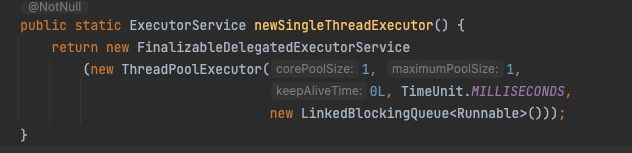 @NotNull
public static ExecutorService newSingleThreadExecutor() {
return new FinalizableDelegatedExecutorService
(new ThreadPoolExecutor( corePoolSize: 1, maximumPoolSize: 1,
keepAliveTime: 0L, TimeUnit.MILLISECONDS,
new LinkedBlockingQueue<Runnable>()));
}